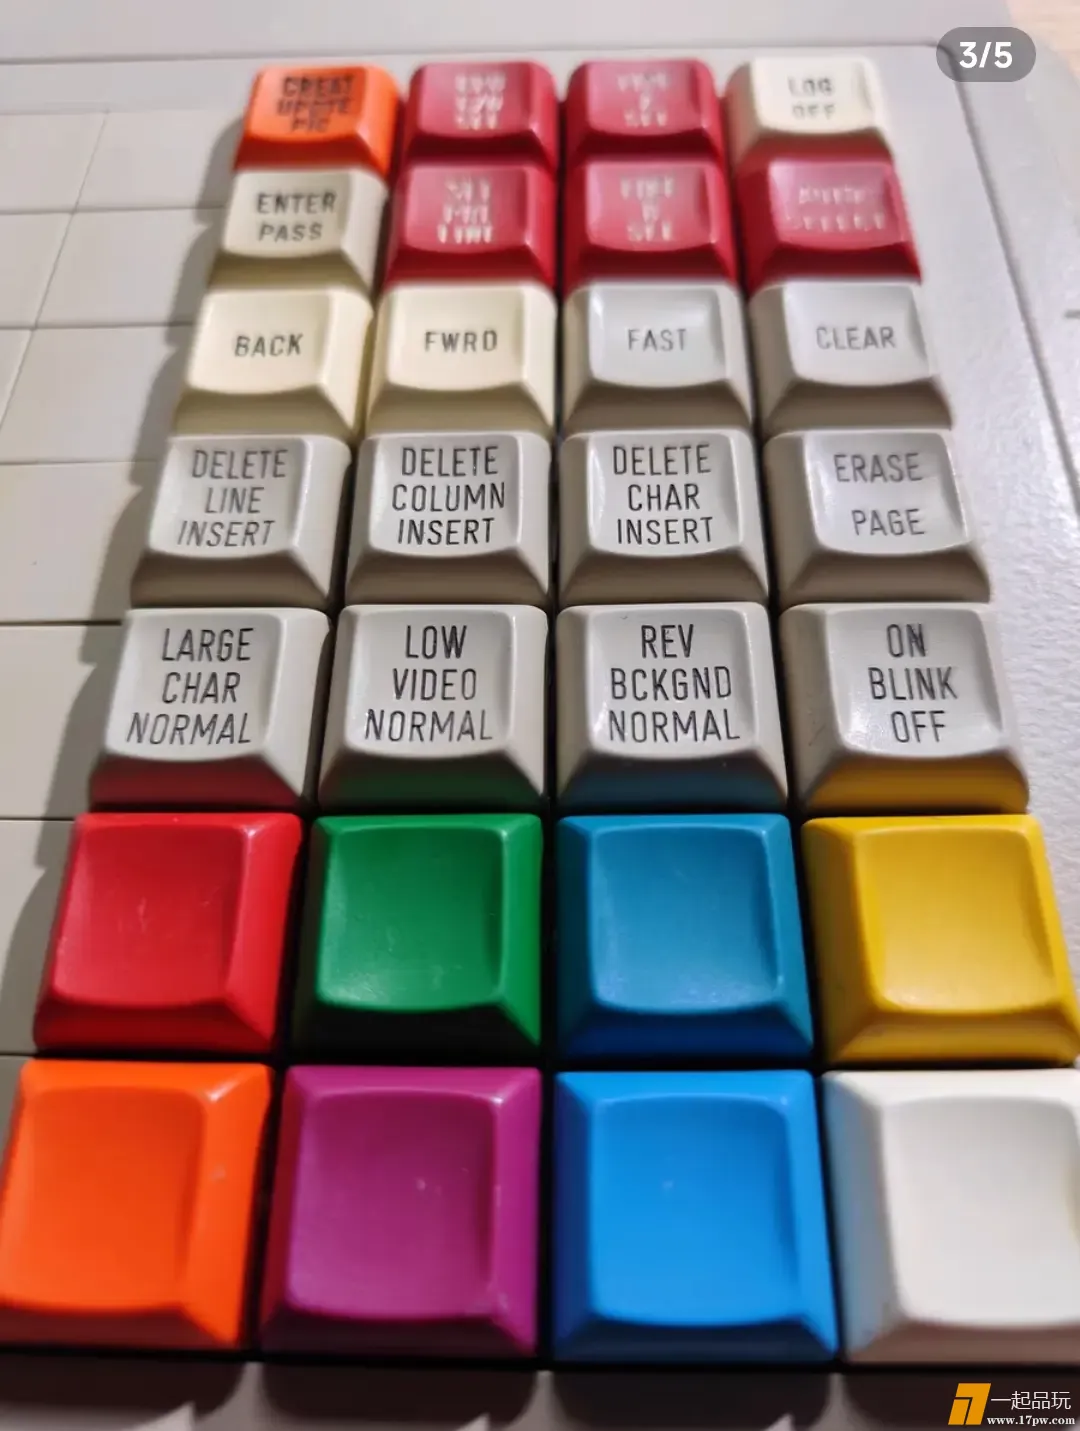 3/5
LOG
OFF
ENTER
PASS
BACK
FWRD
FAST
CLEAR
DELETE
LINE
INSERT
DELETE
COLUMN
INSERT
DELETE
CHAR
INSERT
ERASE
PAGE
LARGE
CHAR
NORMAL
LOW
VIDEO
NORMAL
REV
BCKGND
NORMAL
ON
BLINK
OFF
一起品玩
www.17pw.com